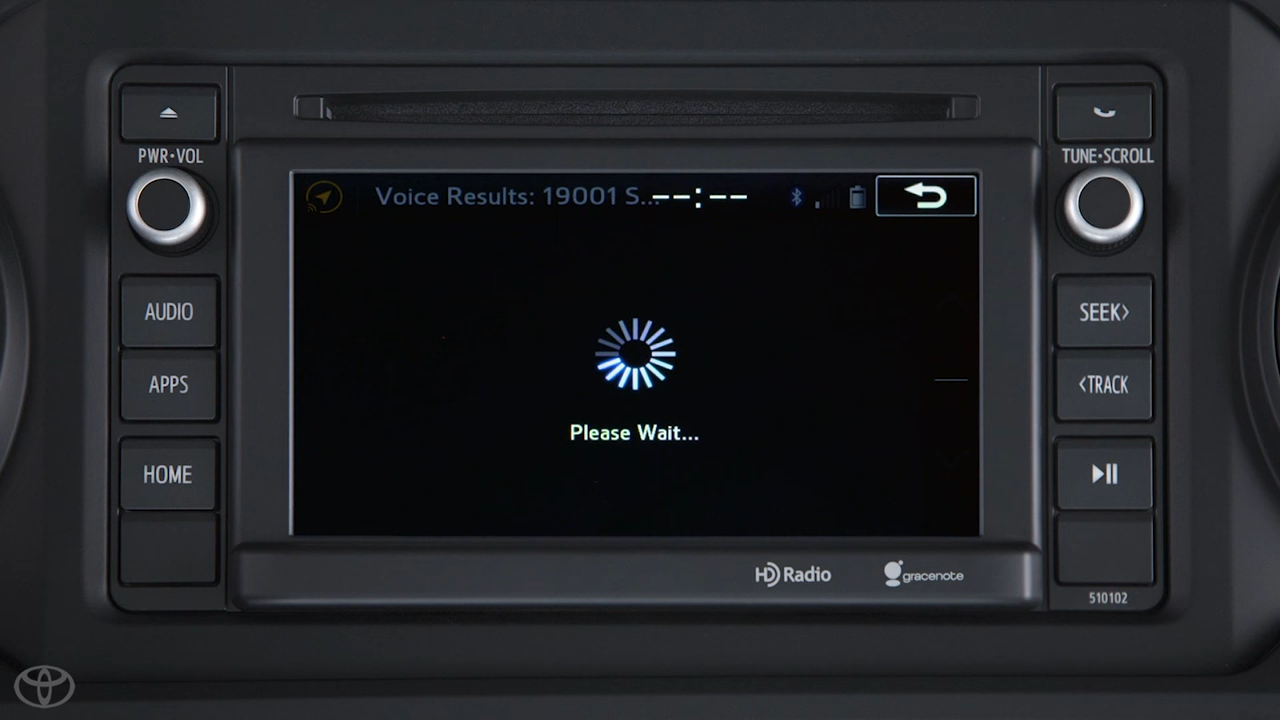 PWR•VOL
AUDIO
APPS
HOME
Voice Results: 19001 S... --:--
Please Wait...
HD Radio
gracenote
TUNE•SCROLL
SEEK>
<TRACK
510102